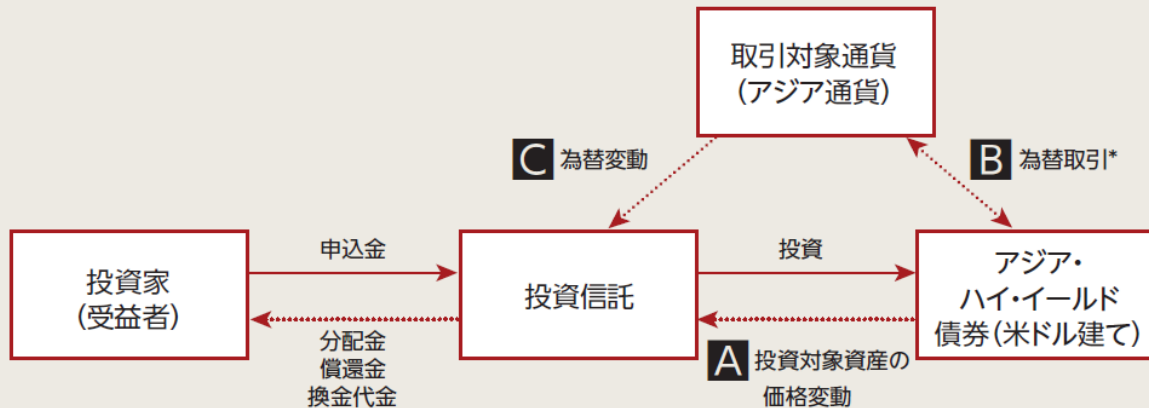 取引対象通貨
(アジア通貨)
C 為替変動
B 為替取引*
投資家
(受益者)
申込金
分配金
償還金
換金代金
投資信託
投資
A 投資対象資産の
価格変動
アジア・
ハイ・イールド
債券(米ドル建て)